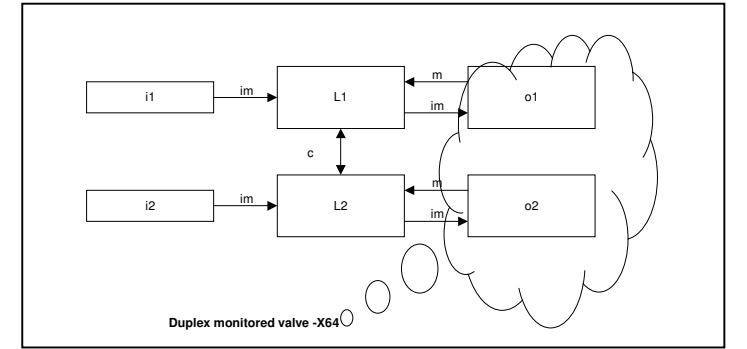 i1
im
L1
m
im
o1
c
i2
im
L2
m
im
o2
Duplex monitored valve -X64